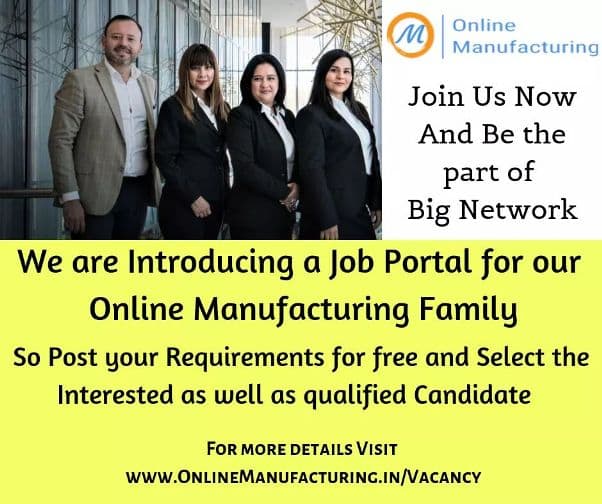 Online
Manufacturing
Join Us Now
And Be the
part of
Big Network
We are Introducing a Job Portal for our
Online Manufacturing Family
So Post your Requirements for free and Select the
Interested as well as qualified Candidate
For more details Visit
www.OnlineManufacturing.in/Vacancy